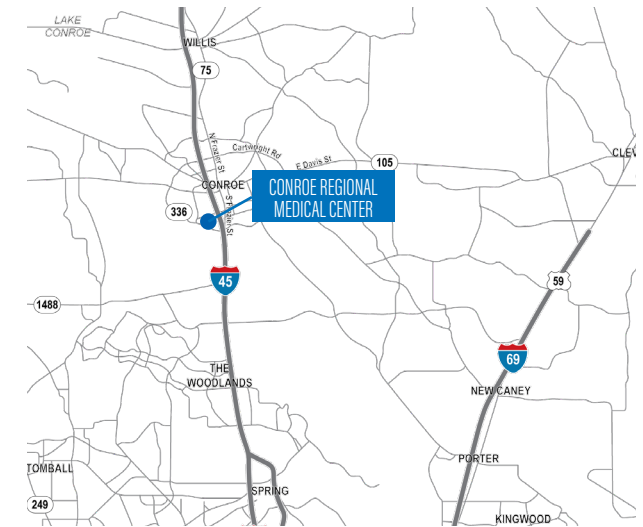 LAKE
CONROE
WILLIS
75
N Frazier St
Cartwright Rd
E Davis St
105
CLEV
CONROE
CONROE REGIONAL
MEDICAL CENTER
S Frazier St
336
45
59
1488
69
THE
WOODLANDS
NEW CANEY
PORTER
TOMBALL
SPRING
249
KINGWOOD